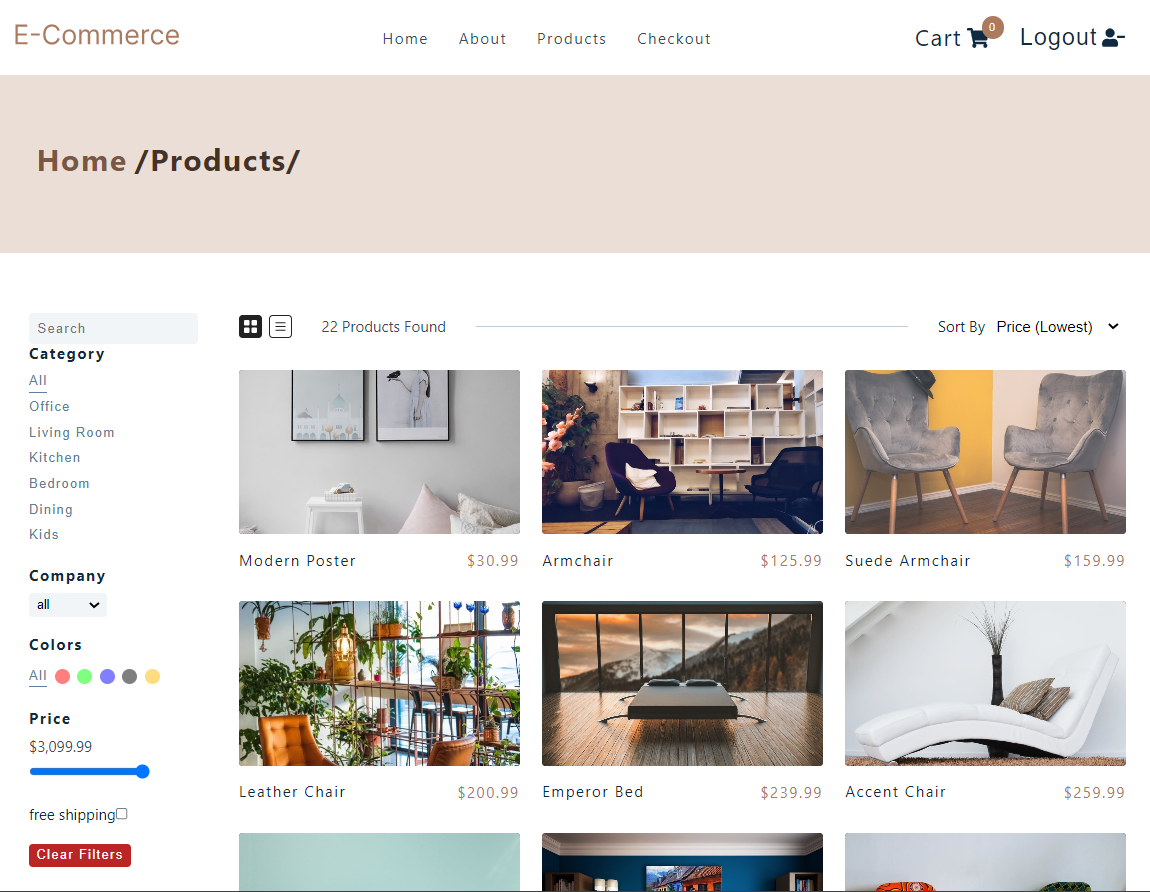 E-Commerce
Home About Products Checkout
Cart 0 Logout
Home /Products/
Search
Category
All
Office
Living Room
Kitchen
Bedroom
Dining
Kids
Company
all
Colors
All
Price
$3,099.99
free shipping
Clear Filters
22 Products Found
Sort By Price (Lowest)
Modern Poster $30.99
Armchair $125.99
Suede Armchair $159.99
Leather Chair $200.99
Emperor Bed $239.99
Accent Chair $259.99